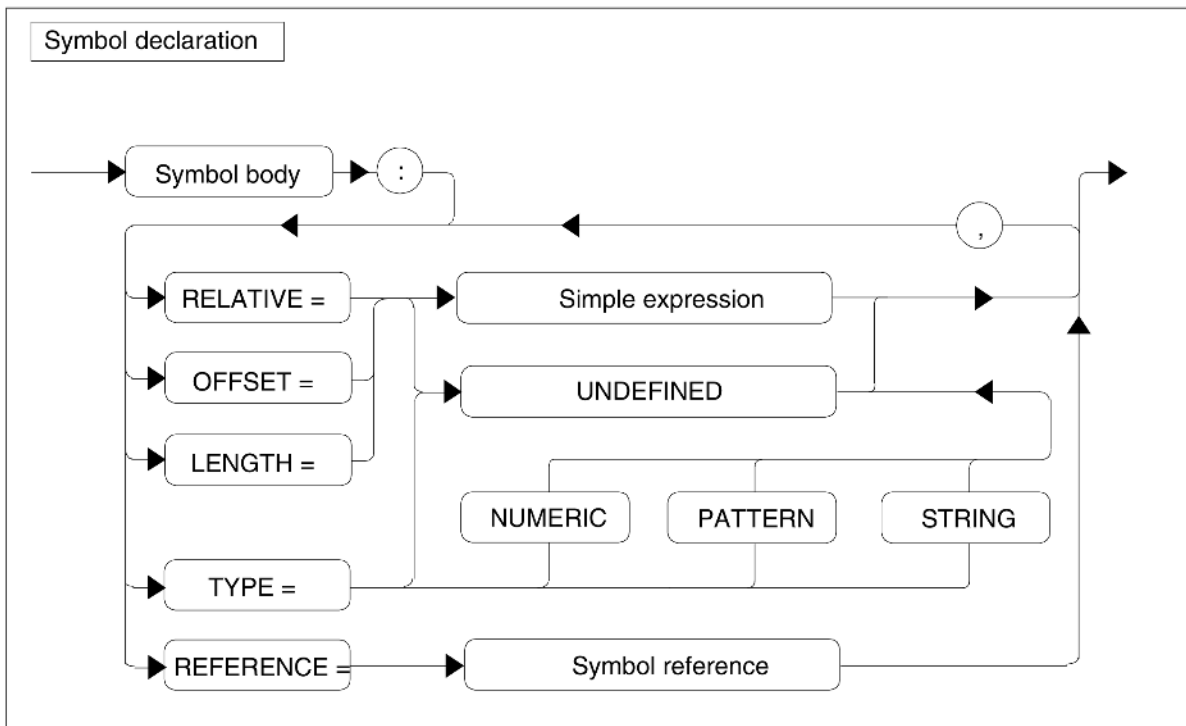 Symbol declaration
Symbol body :
,
RELATIVE = Simple expression
OFFSET = UNDEFINED
LENGTH =
NUMERIC PATTERN STRING
TYPE =
REFERENCE = Symbol reference